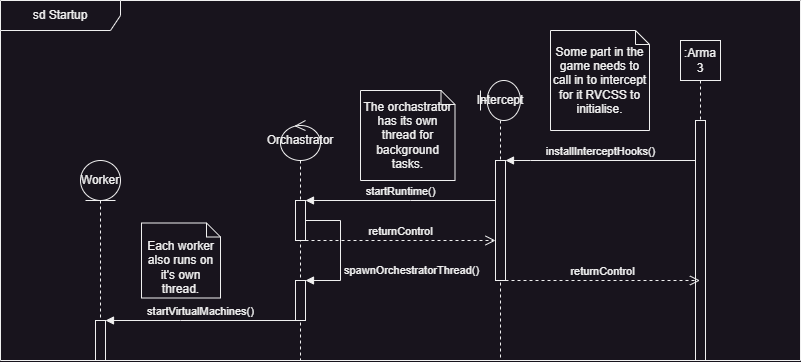 sd Startup
Some part in the
game needs to
call in to intercept
for it RVCSS to
initialise.
:Arma
3
The orchastrator
has its own
thread for
background
tasks.
Intercept
Orchastrator
installInterceptHooks()
Worker
startRuntime()
returnControl
Each worker
also runs on
it's own
thread.
spawnOrchestratorThread()
returnControl
startVirtualMachines()